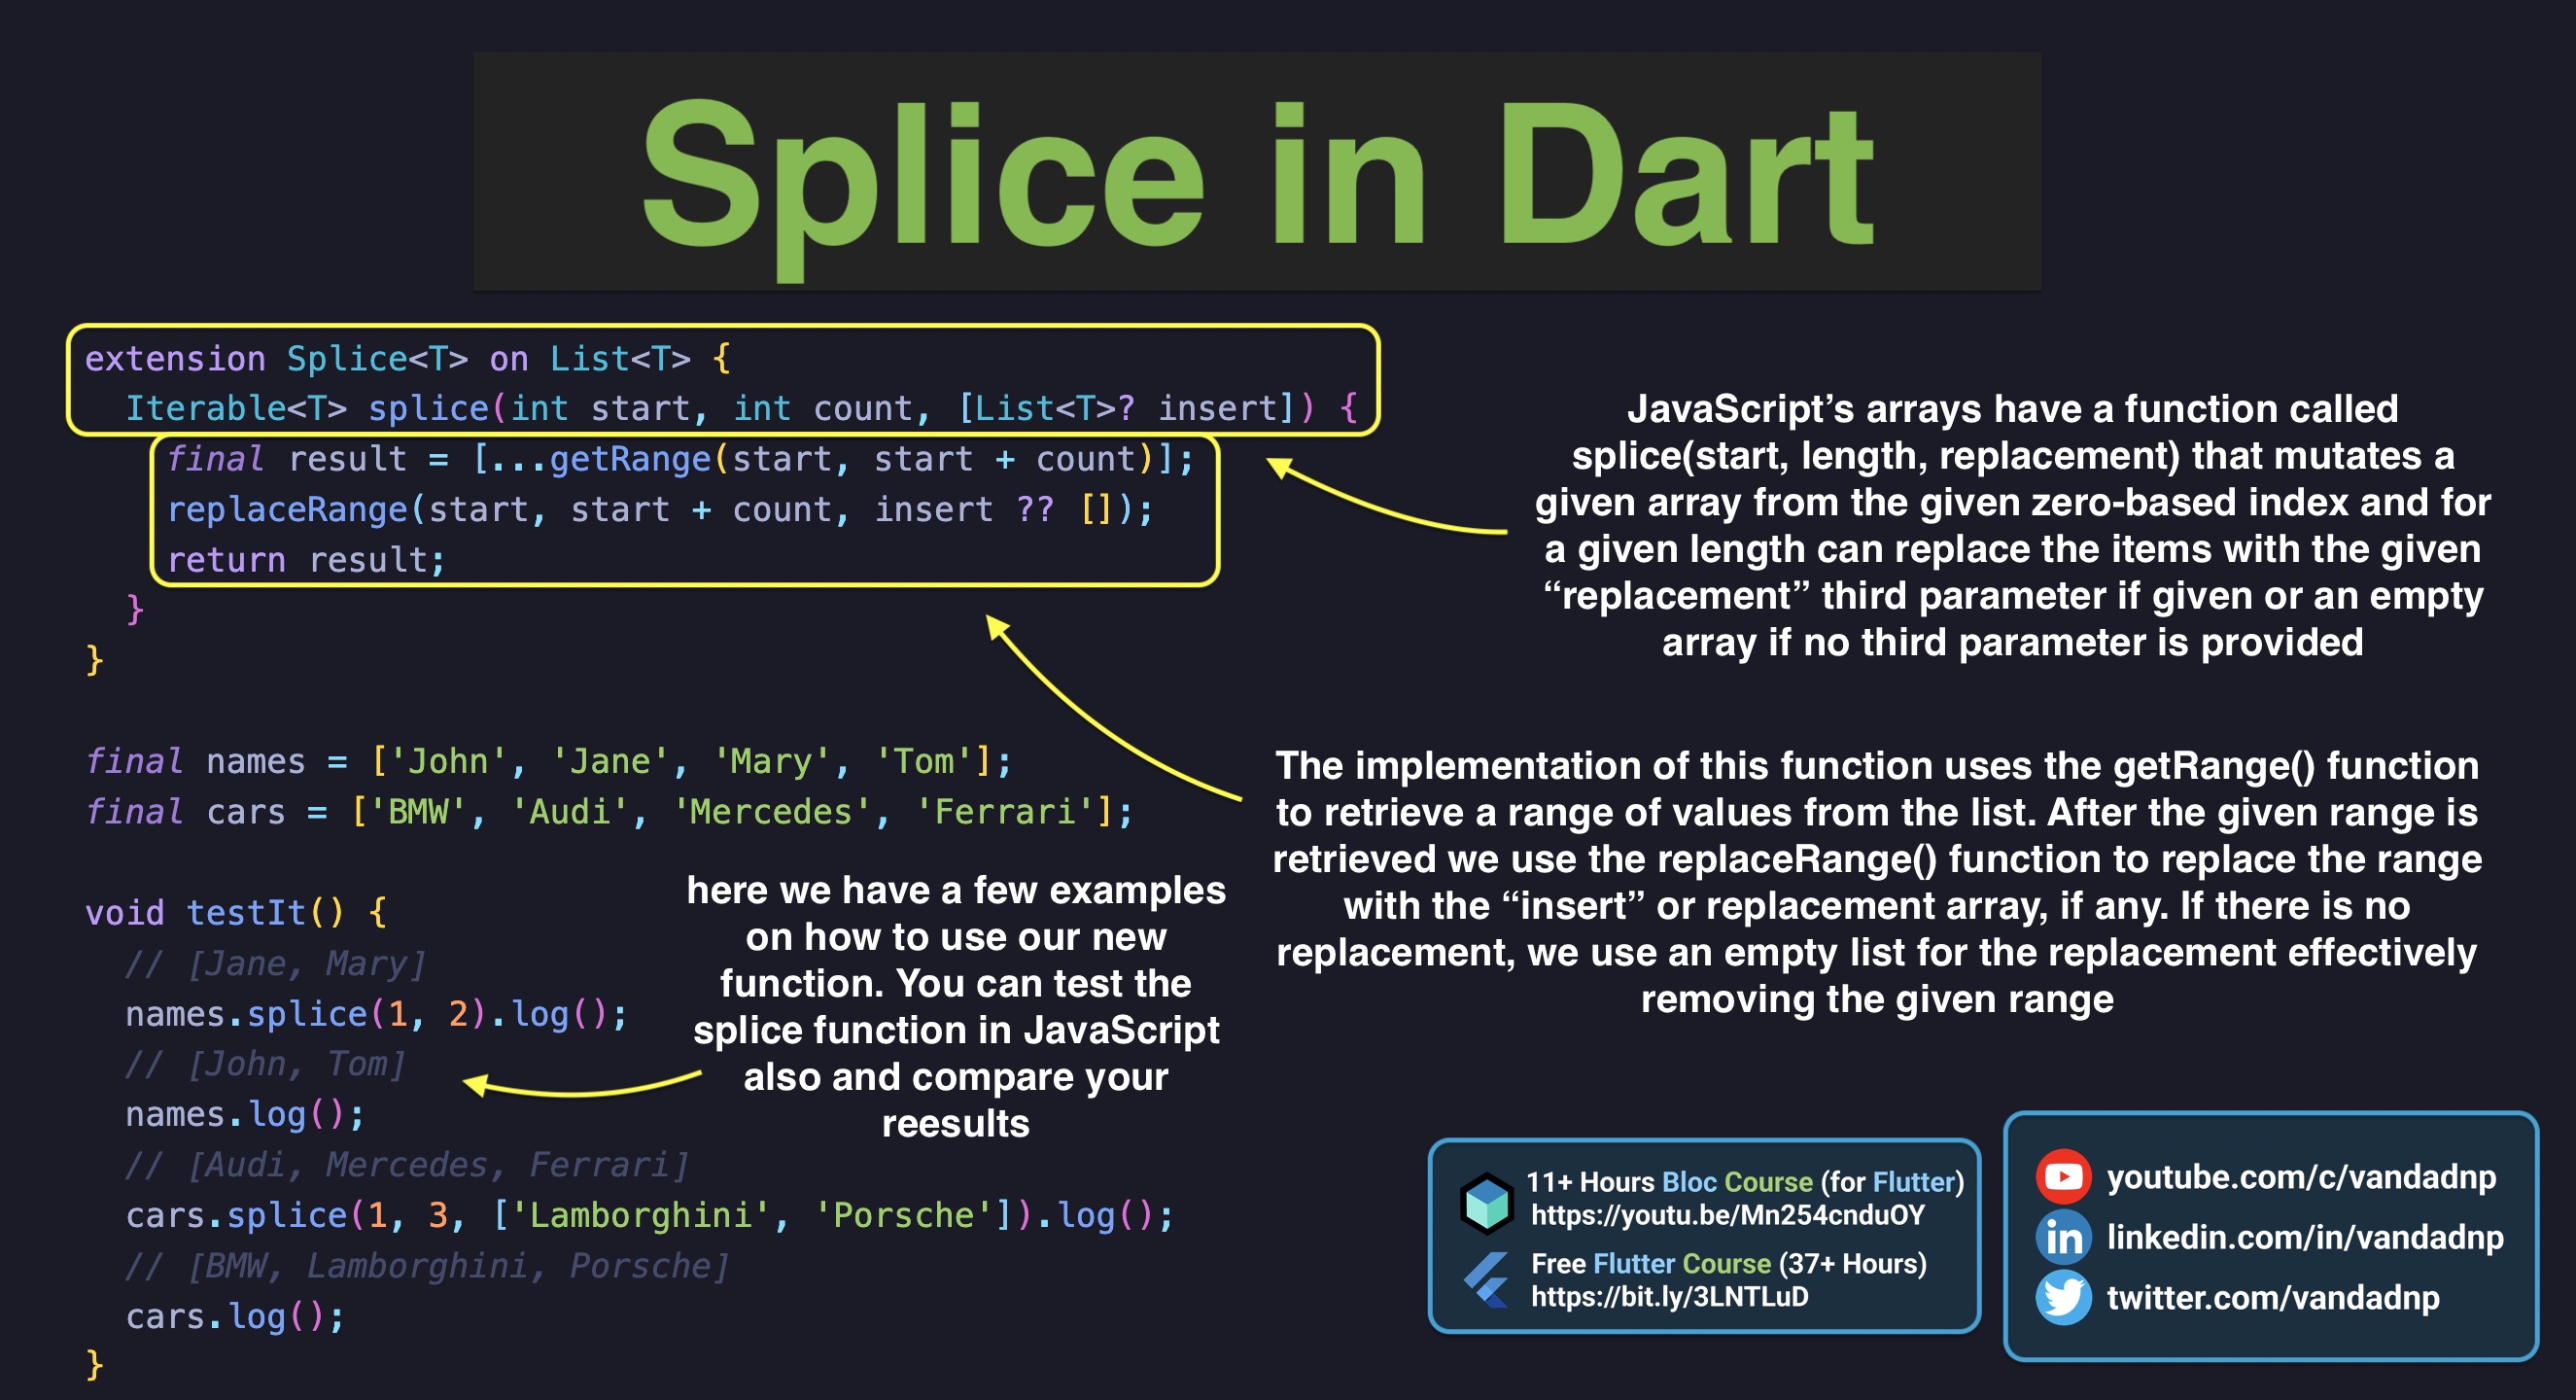 Splice in Dart
extension Splice<T> on List<T> {
  Iterable<T> splice(int start, int count, [List<T>? insert]) {
    final result = [...getRange(start, start + count)];
    replaceRange(start, start + count, insert ?? []);
    return result;
  }
}
JavaScript’s arrays have a function called
splice(start, length, replacement) that mutates a
given array from the given zero-based index and for
a given length can replace the items with the given
“replacement” third parameter if given or an empty
array if no third parameter is provided
final names = ['John', 'Jane', 'Mary', 'Tom'];
final cars = ['BMW', 'Audi', 'Mercedes', 'Ferrari'];
The implementation of this function uses the getRange() function
to retrieve a range of values from the list. After the given range is
retrieved we use the replaceRange() function to replace the range
with the “insert” or replacement array, if any. If there is no
replacement, we use an empty list for the replacement effectively
removing the given range
void testIt() {
  // [Jane, Mary]
  names.splice(1, 2).log();
  // [John, Tom]
  names.log();
  // [Audi, Mercedes, Ferrari]
  cars.splice(1, 3, ['Lamborghini', 'Porsche']).log();
  // [BMW, Lamborghini, Porsche]
  cars.log();
}
here we have a few examples
on how to use our new
function. You can test the
splice function in JavaScript
also and compare your
reesults
11+ Hours Bloc Course (for Flutter)
https://youtu.be/Mn254cnduOY
Free Flutter Course (37+ Hours)
https://bit.ly/3LNTLuD
youtube.com/c/vandadnp
linkedin.com/in/vandadnp
twitter.com/vandadnp